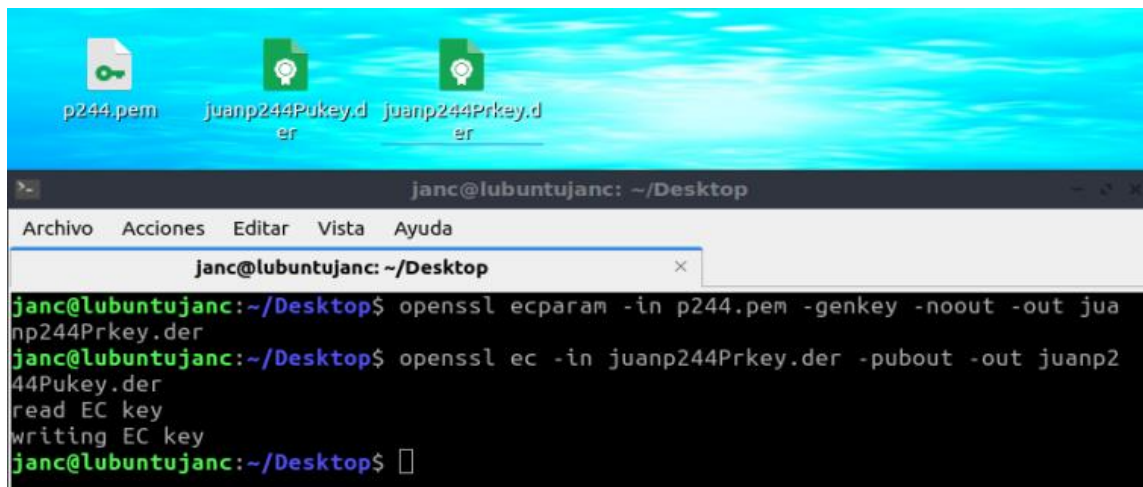 p244.pem
juanp244Pukey.d
er
juanp244Prkey.d
er
janc@lubuntujanc: ~/Desktop
Archivo Acciones Editar Vista Ayuda
janc@lubuntujanc: ~/Desktop
janc@lubuntujanc:~/Desktop$ openssl ecparam -in p244.pem -genkey -noout -out jua
np244Prkey.der
janc@lubuntujanc:~/Desktop$ openssl ec -in juanp244Prkey.der -pubout -out juanp2
44Pukey.der
read EC key
writing EC key
janc@lubuntujanc:~/Desktop$